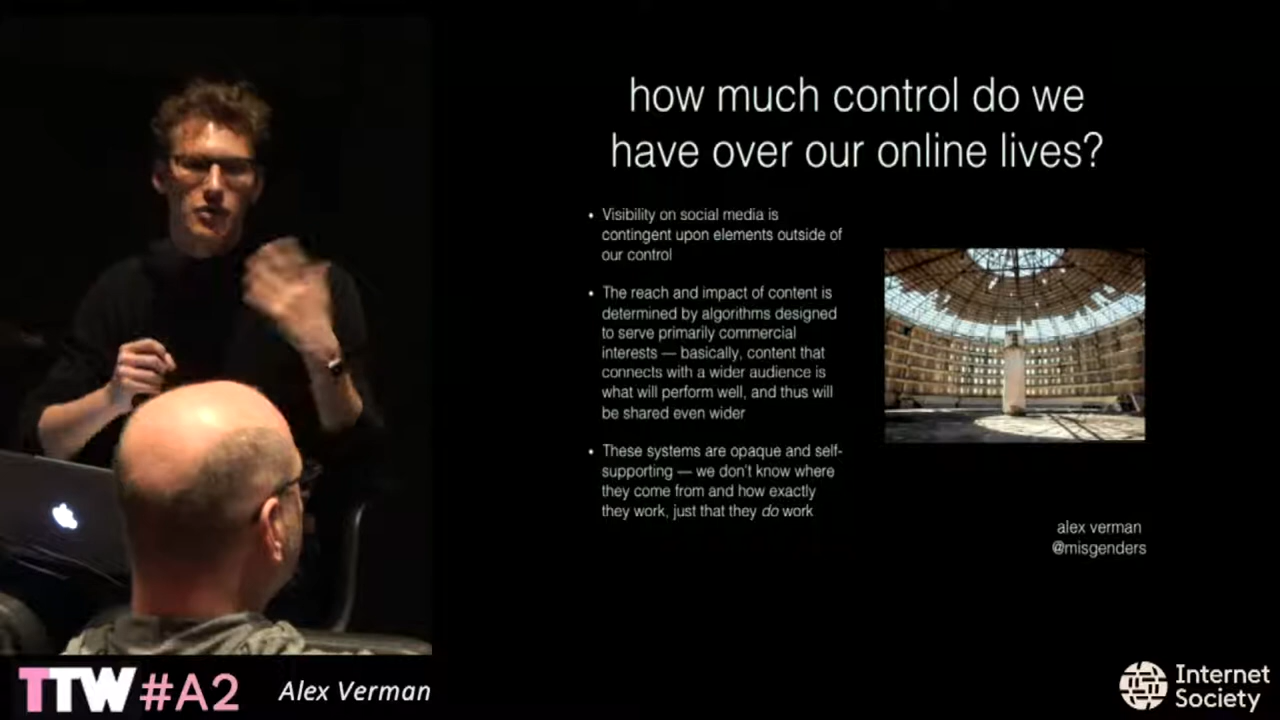 how much control do we
have over our online lives?
• Visibility on social media is
contingent upon elements outside of
our control
• The reach and impact of content is
determined by algorithms designed
to serve primarily commercial
interests — basically, content that
connects with a wider audience is
what will perform well, and thus will
be shared even wider
• These systems are opaque and self-
supporting — we don't know where
they come from and how exactly
they work, just that they do work
alex verman
@misgenders
TTW#A2
Alex Verman
Internet
Society